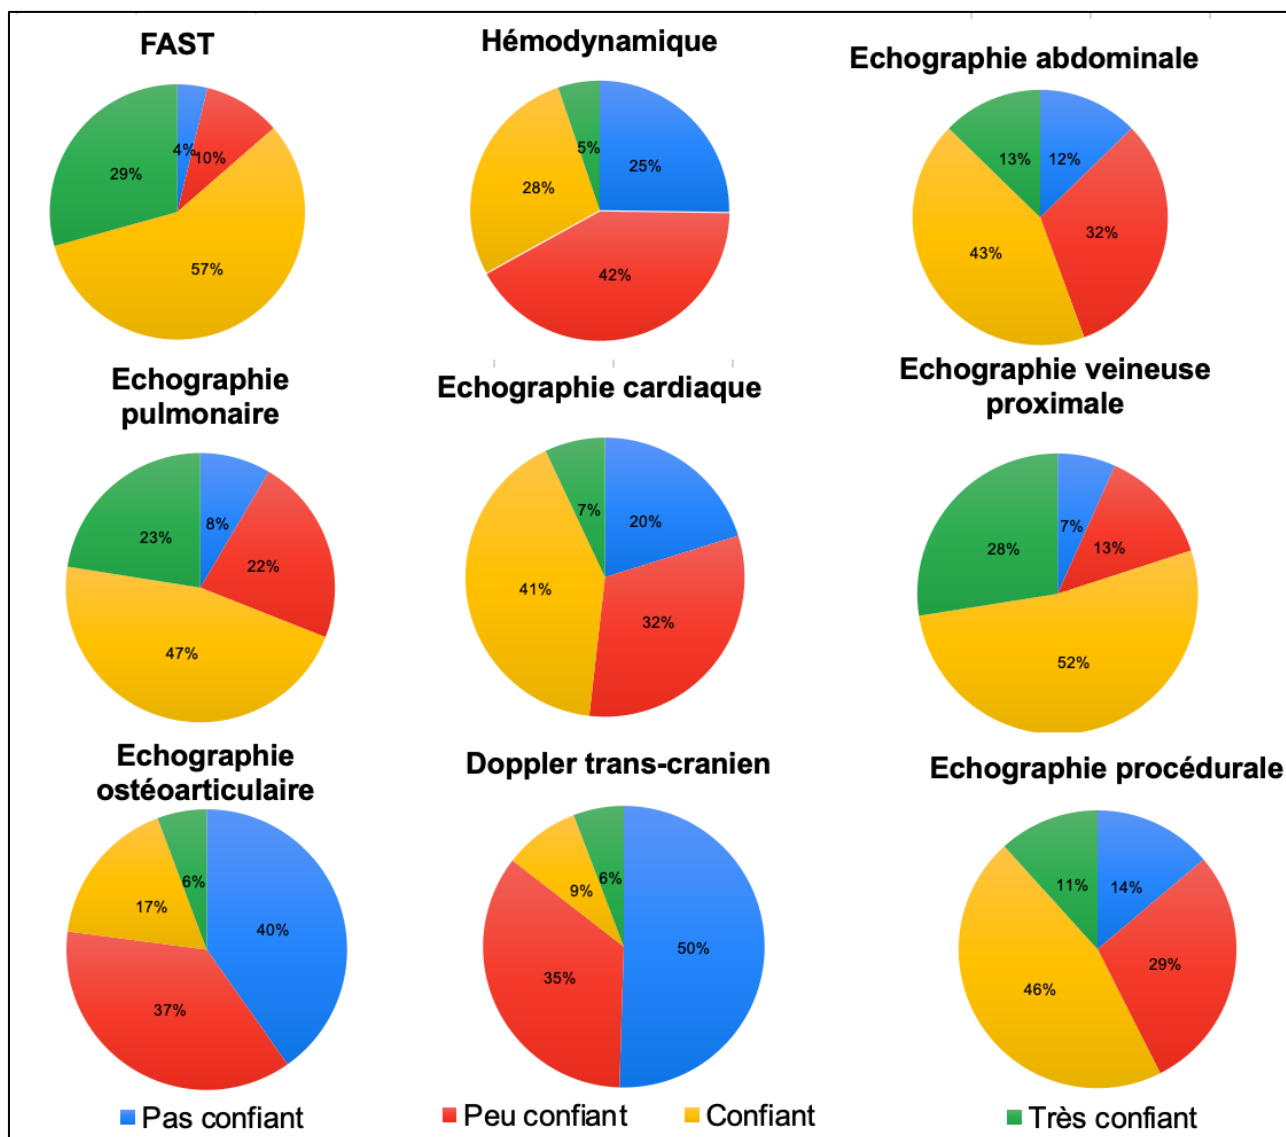 FAST
4%
10%
57%
29%
Hémodynamique
25%
42%
28%
5%
Echographie abdominale
12%
32%
43%
13%
Echographie
pulmonaire
8%
22%
47%
23%
Echographie cardiaque
20%
32%
41%
7%
Echographie veineuse
proximale
7%
13%
52%
28%
Echographie
ostéoarticulaire
40%
37%
17%
6%
Doppler trans-cranien
50%
35%
9%
6%
Echographie procédurale
14%
29%
46%
11%
Pas confiant
Peu confiant
Confiant
Très confiant